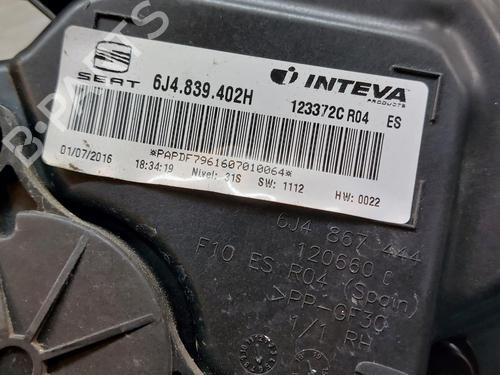 SEAT
6J4.839.402H
INTEVA
PRODUCTS
123372C R04 ES
*PAPDF7961607010064*
01/07/2016 18:34:19 Nivel: 31S SW: 1112 HW: 0022
6J4 867 444
120660 C
F10 ES R04 (Spain)
>PP-GF30
1/1 RH
B-PARTS